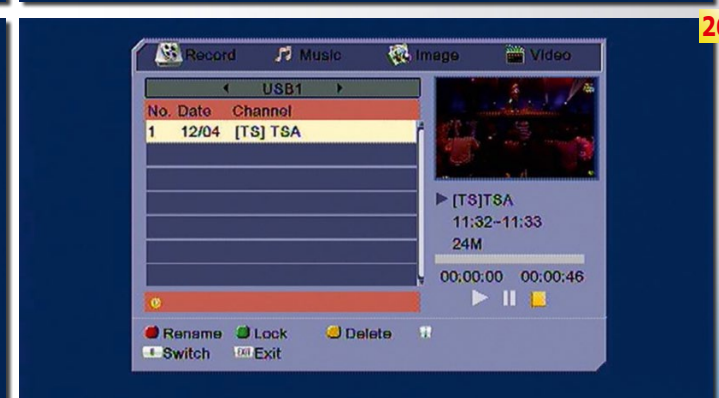 Record Music Image Video
USB1
No. Date Channel
1 12/04 [TS] TSA
[TS]TSA
11:32~11:33
24M
00:00:00 00:00:46
Rename Lock Delete
Switch EXIT Exit